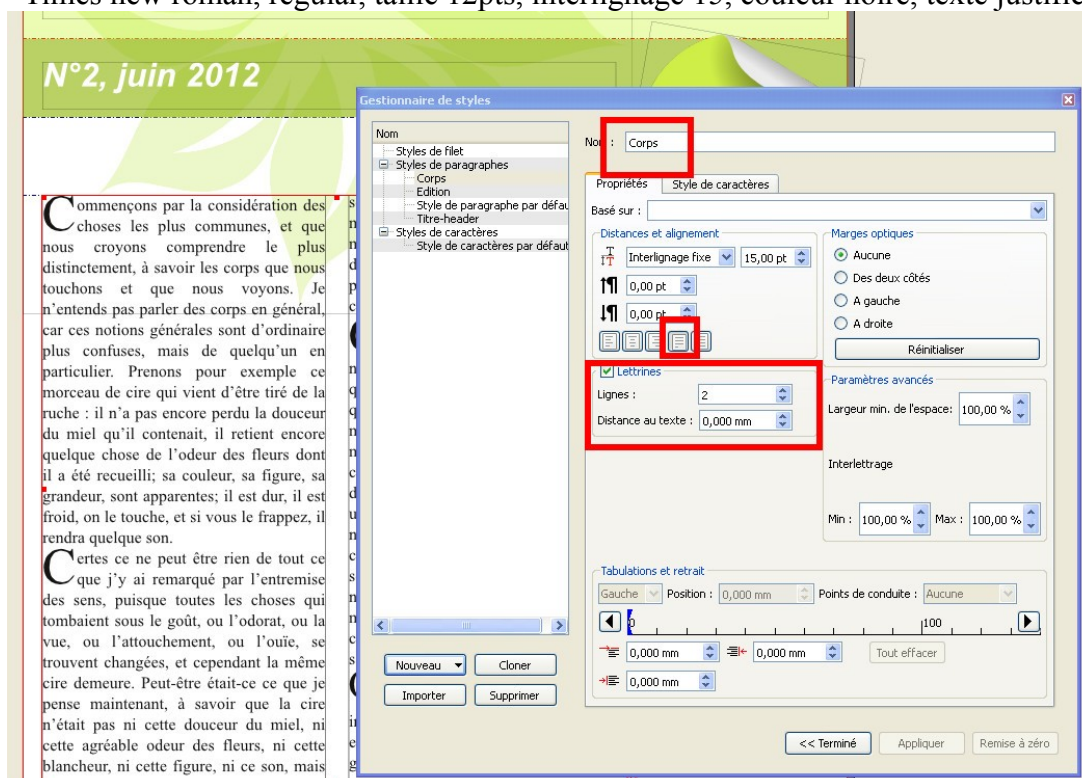 Times new roman, regular, taille 12pts, interlignage 15, couleur noire, texte justifié
N°2, juin 2012
Commençons par la considération des
choses les plus communes, et que
nous croyons comprendre le plus
distinctement, à savoir les corps que nous
touchons et que nous voyons. Je
n’entends pas parler des corps en général,
car ces notions générales sont d’ordinaire
plus confuses, mais de quelqu’un en
particulier. Prenons pour exemple ce
morceau de cire qui vient d’être tiré de la
ruche : il n’a pas encore perdu la douceur
du miel qu’il contenait, il retient encore
quelque chose de l’odeur des fleurs dont
il a été recueilli; sa couleur, sa figure, sa
grandeur, sont apparentes; il est dur, il est
froid, on le touche, et si vous le frappez, il
rendra quelque son.
Certes ce ne peut être rien de tout ce
que j’y ai remarqué par l’entremise
des sens, puisque toutes les choses qui
tombaient sous le goût, ou l’odorat, ou la
vue, ou l’attouchement, ou l’ouïe, se
trouvent changées, et cependant la même
cire demeure. Peut-être était-ce ce que je
pense maintenant, à savoir que la cire
n’était pas ni cette douceur du miel, ni
cette agréable odeur des fleurs, ni cette
blancheur, ni cette figure, ni ce son, mais
Gestionnaire de styles
Nom
Styles de filet
Styles de paragraphes
Corps
Edition
Style de paragraphe par défau
Titre-header
Styles de caractères
Style de caractères par défaut
Nouveau
Cloner
Importer
Supprimer
Nom : Corps
Propriétés
Style de caractères
Basé sur :
Distances et alignement
Interlignage fixe 15,00 pt
0,00 pt
0,00 pt
Lettrines
Lignes : 2
Distance au texte : 0,000 mm
Marges optiques
Aucune
Des deux côtés
A gauche
A droite
Réinitialiser
Paramètres avancés
Largeur min. de l'espace: 100,00 %
Interlettrage
Min : 100,00 % Max : 100,00 %
Tabulations et retrait
Gauche Position : 0,000 mm Points de conduite : Aucune
0 100
0,000 mm 0,000 mm Tout effacer
0,000 mm
<< Terminé
Appliquer
Remise à zéro